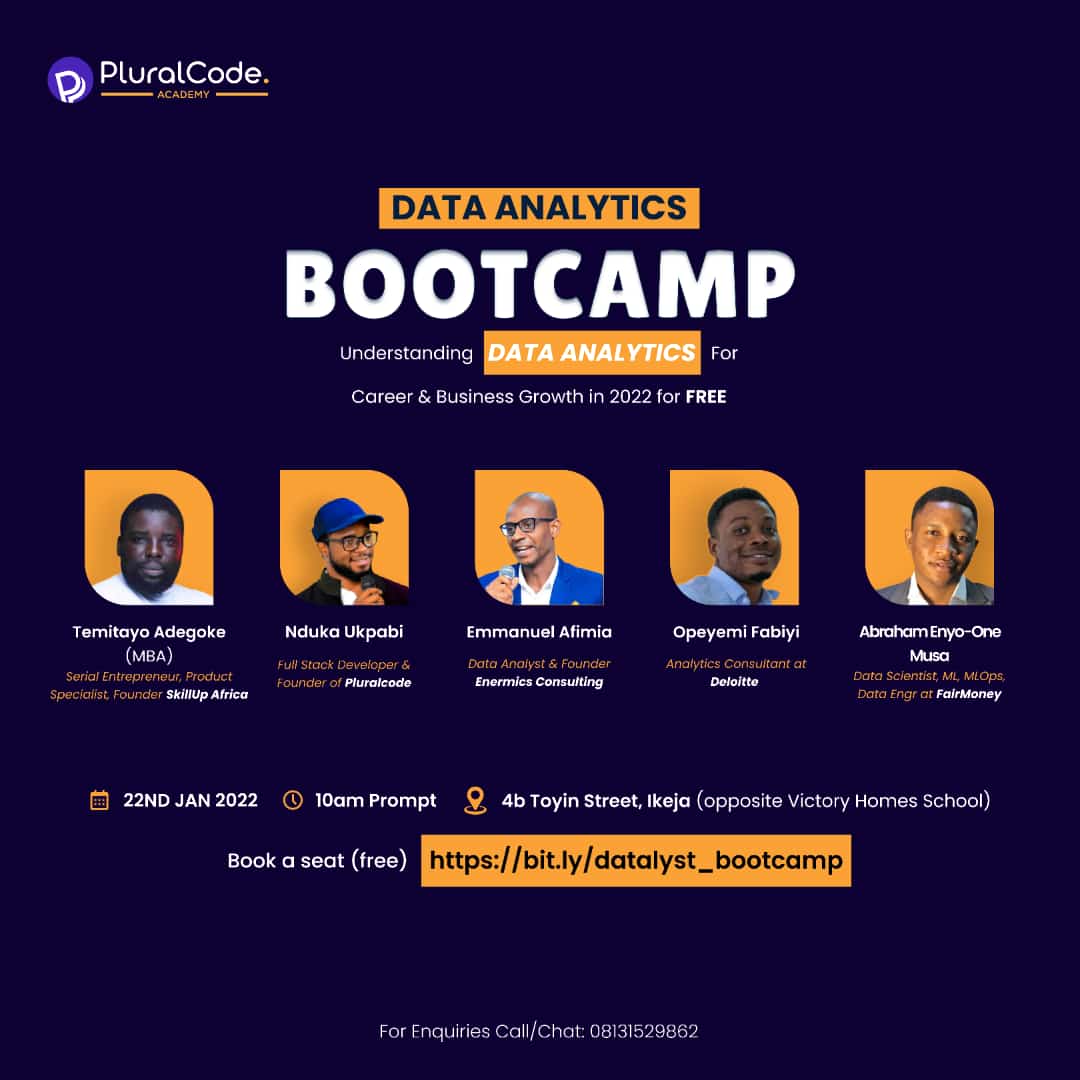 PluralCode.
ACADEMY
DATA ANALYTICS
BOOTCAMP
Understanding DATA ANALYTICS For
Career & Business Growth in 2022 for FREE
Temitayo Adegoke
(MBA)
Serial Entrepreneur, Product
Specialist, Founder SkillUp Africa
Nduka Ukpabi
Full Stack Developer &
Founder of Pluralcode
Emmanuel Afimia
Data Analyst & Founder
Enermics Consulting
Opeyemi Fabiyi
Analytics Consultant at
Deloitte
Abraham Enyo-One
Musa
Data Scientist, ML, MLOps,
Data Engr at FairMoney
22ND JAN 2022 10am Prompt 4b Toyin Street, Ikeja (opposite Victory Homes School)
Book a seat (free) https://bit.ly/datalyst_bootcamp
For Enquiries Call/Chat: 08131529862